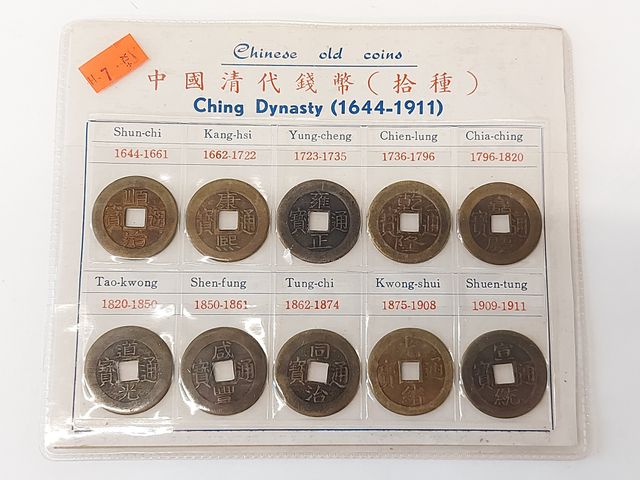 Chinese old coins
中國清代錢幣(拾種)
Ching Dynasty (1644-1911)
Shun-chi Kang-hsi Yung-cheng Chien-lung Chia-ching
1644-1661 1662-1722 1723-1735 1736-1796 1796-1820
順治通寶 康熙通寶 雍正通寶 乾隆通寶 嘉慶通寶
Tao-kwong Shen-fung Tung-chi Kwong-shui Shuen-tung
1820-1850 1850-1861 1862-1874 1875-1908 1909-1911
道光通寶 咸豐通寶 同治通寶 光緒通寶 宣統通寶